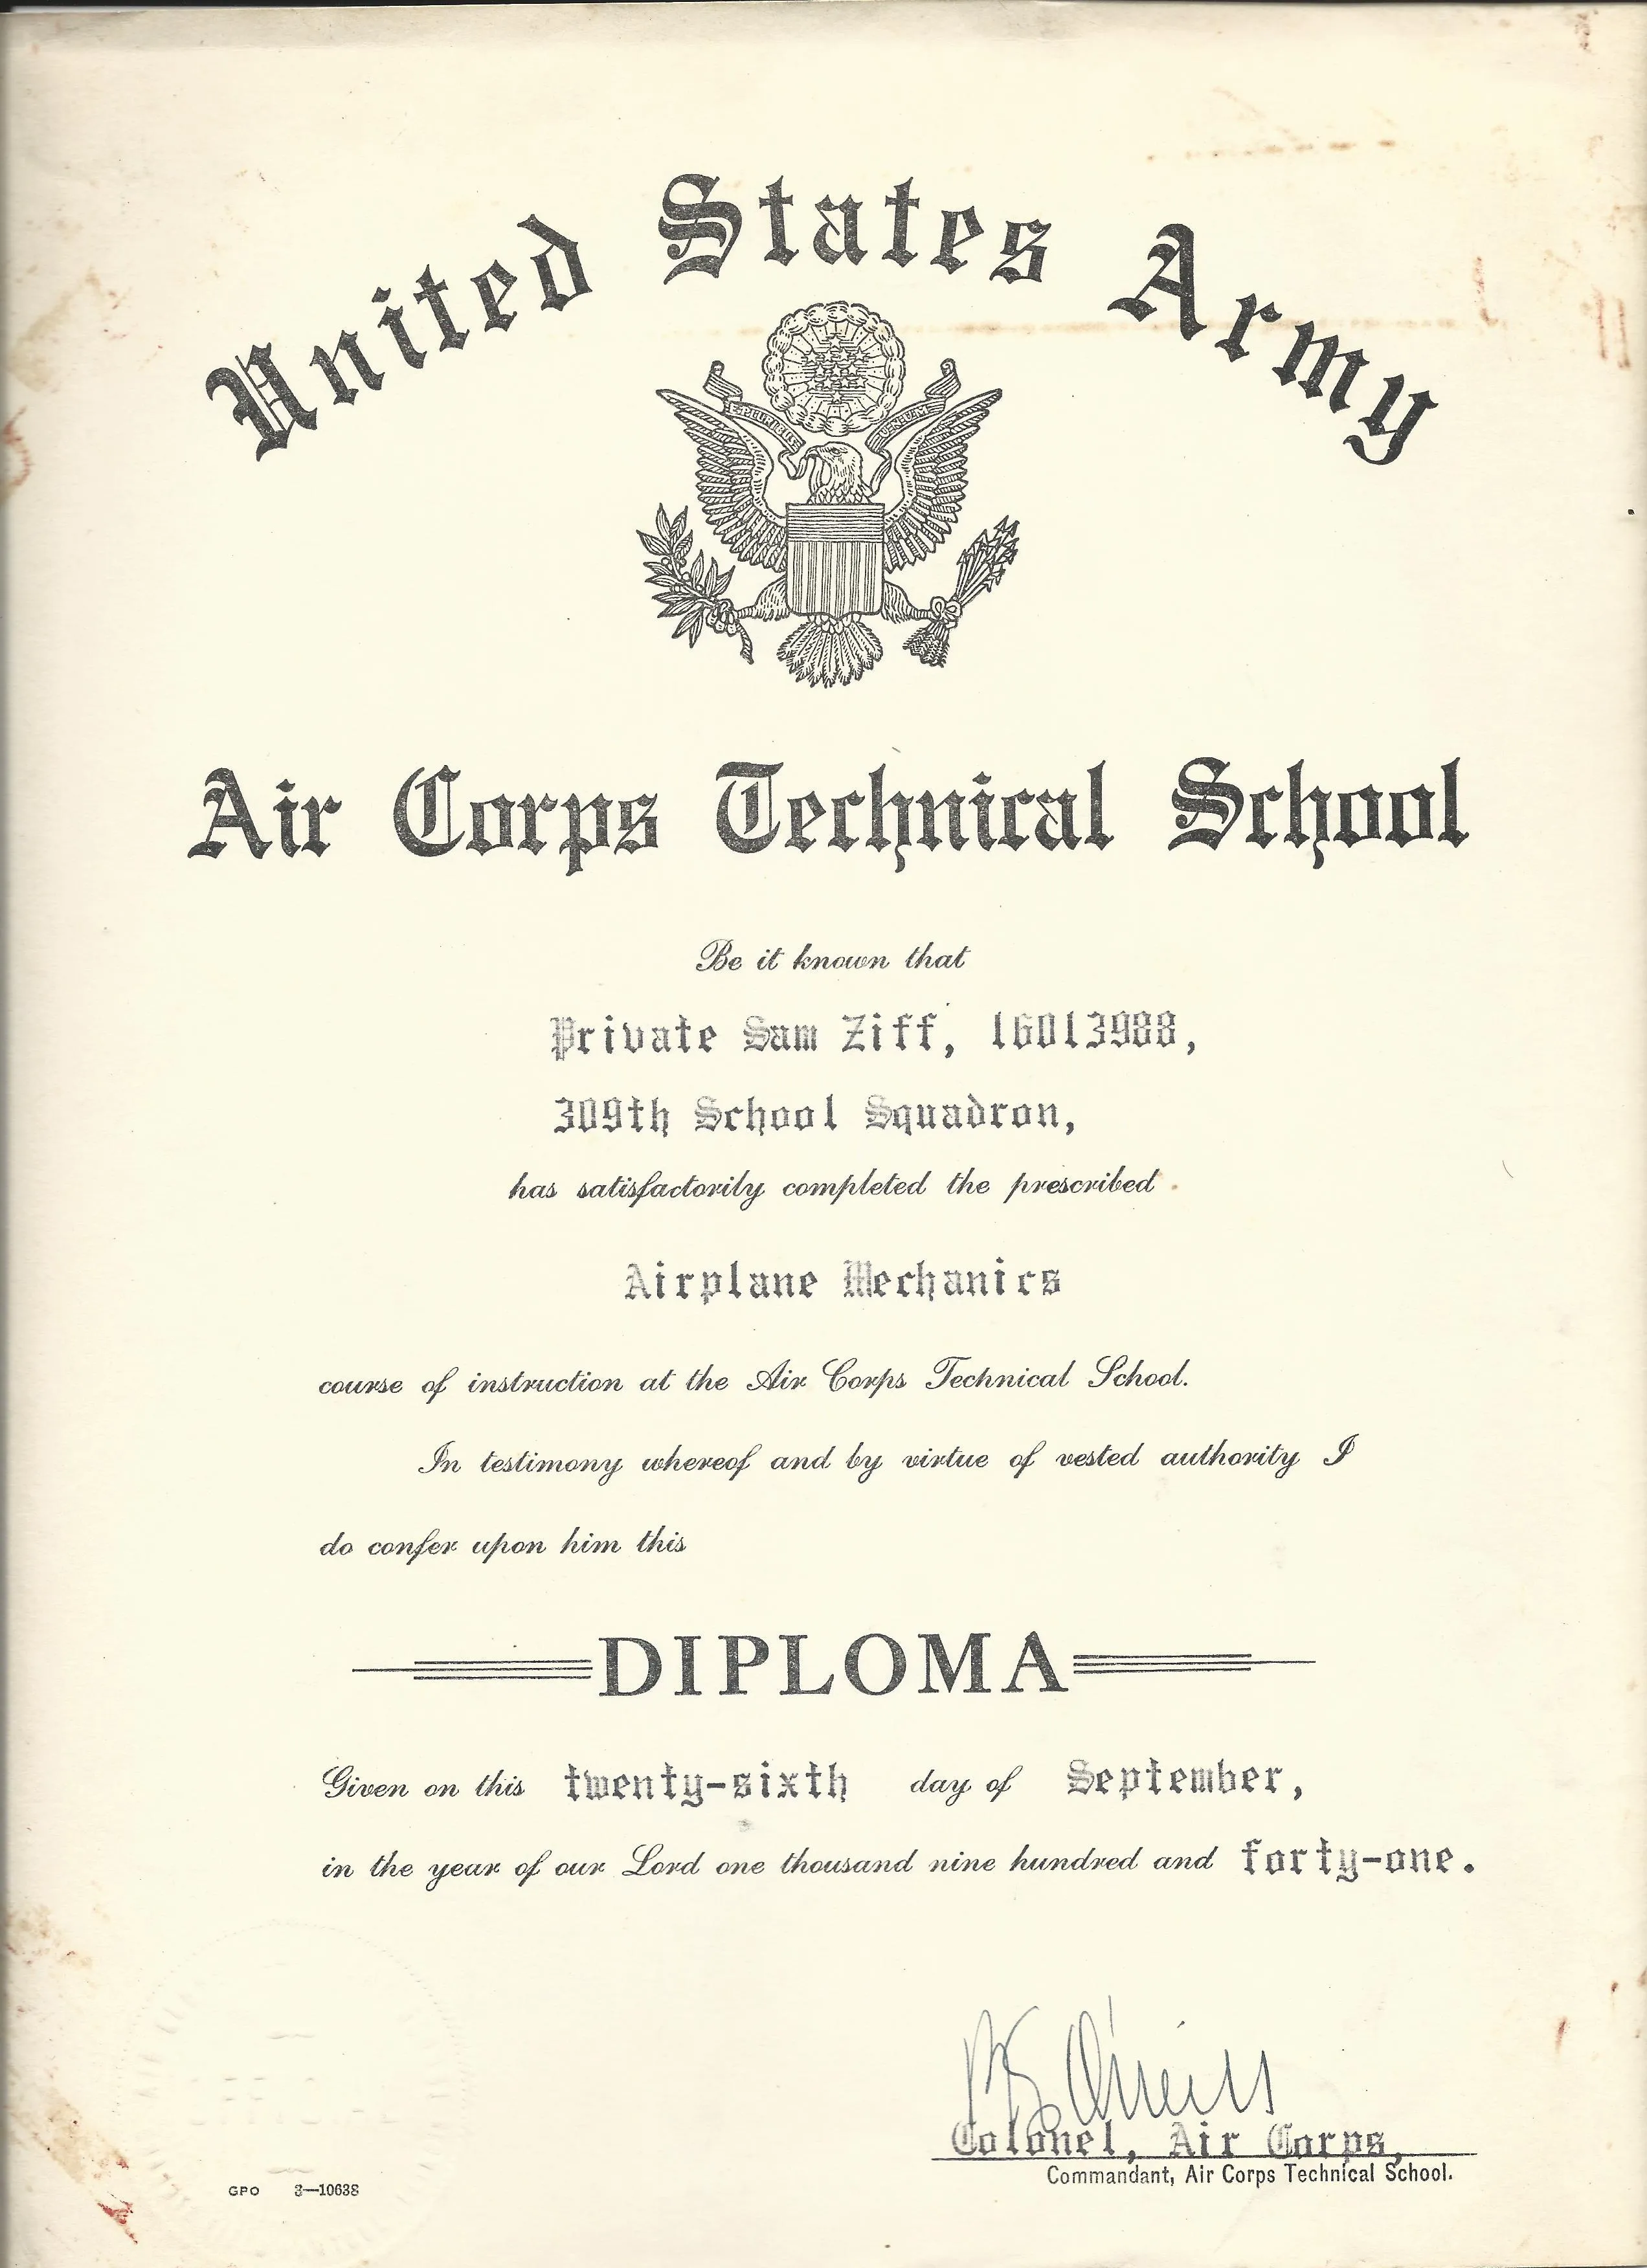 United States Army
E PLURIBUS UNUM
Air Corps Technical School
Be it known that
Private Sam Ziff, 16013988,
309th School Squadron,
has satisfactorily completed the prescribed
Airplane Mechanics
course of instruction at the Air Corps Technical School.
In testimony whereof and by virtue of vested authority I
do confer upon him this
DIPLOMA
Given on this twenty-sixth day of September,
in the year of our Lord one thousand nine hundred and forty-one.
O'Neill
Colonel, Air Corps,
Commandant, Air Corps Technical School.
GPO 3—10638